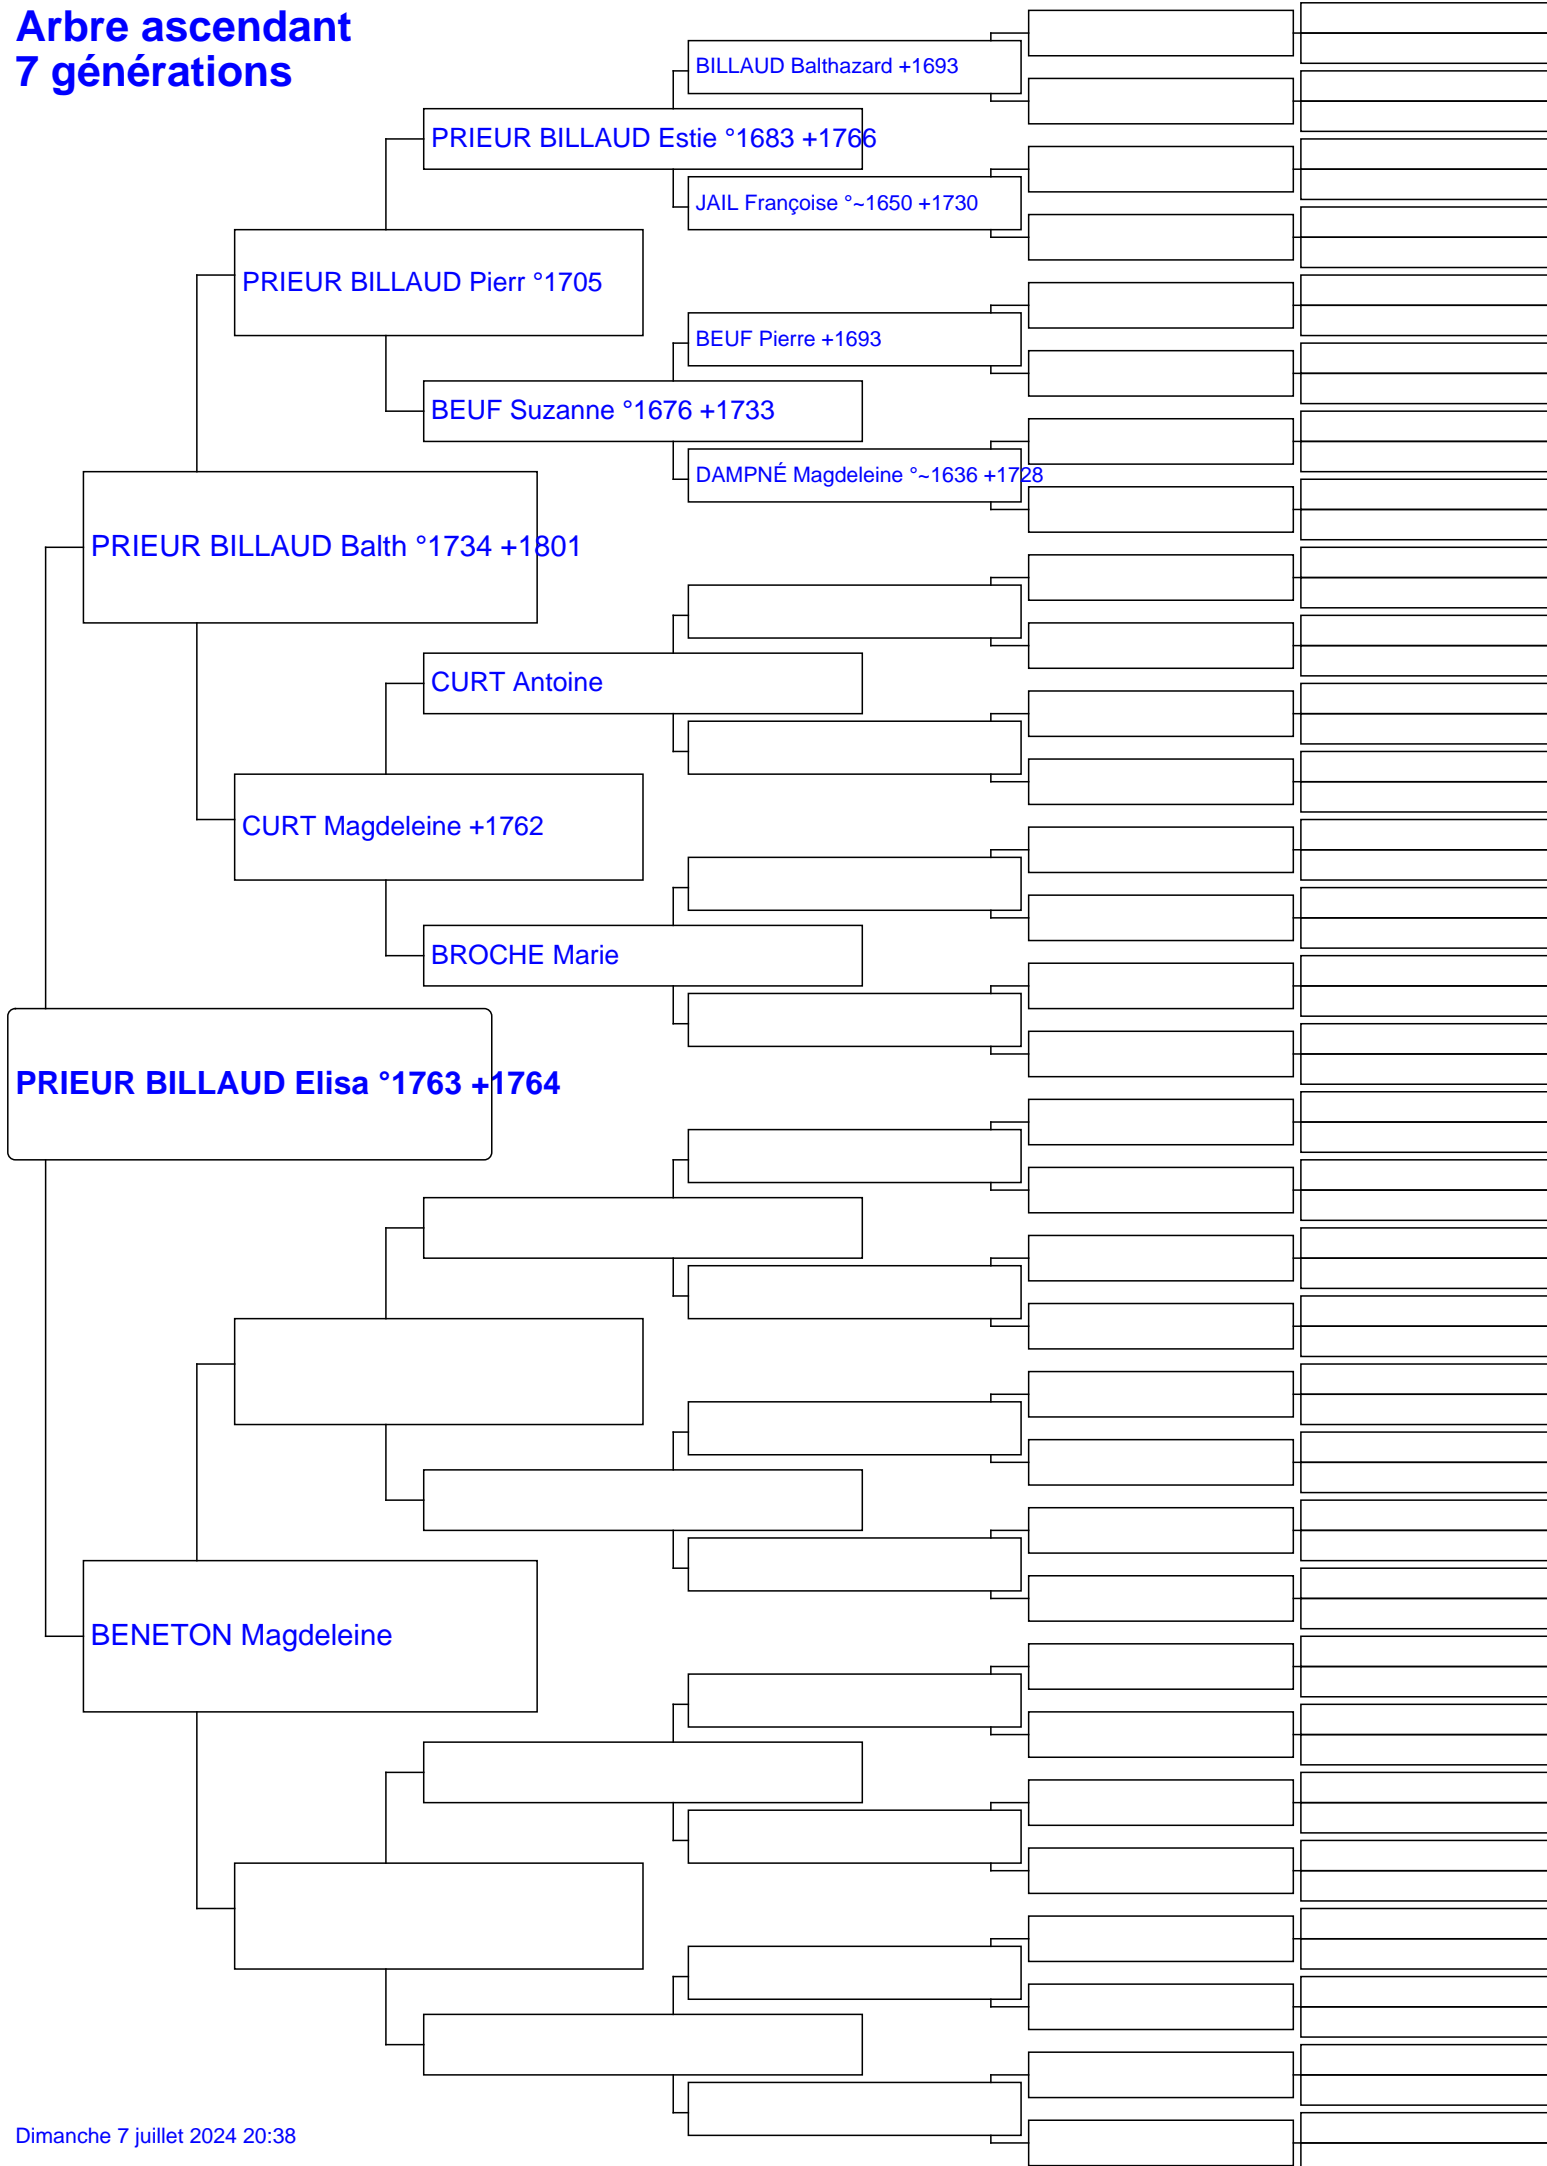 Arbre ascendant
7 générations
BILLAUD Balthazard +1693
PRIEUR BILLAUD Estie °1683 +1766
JAIL Françoise °~1650 +1730
PRIEUR BILLAUD Pierr °1705
BEUF Pierre +1693
BEUF Suzanne °1676 +1733
DAMPNÉ Magdeleine °~1636 +1728
PRIEUR BILLAUD Balth °1734 +1801
CURT Antoine
CURT Magdeleine +1762
BROCHE Marie
PRIEUR BILLAUD Elisa °1763 +1764
BENETON Magdeleine
Dimanche 7 juillet 2024 20:38